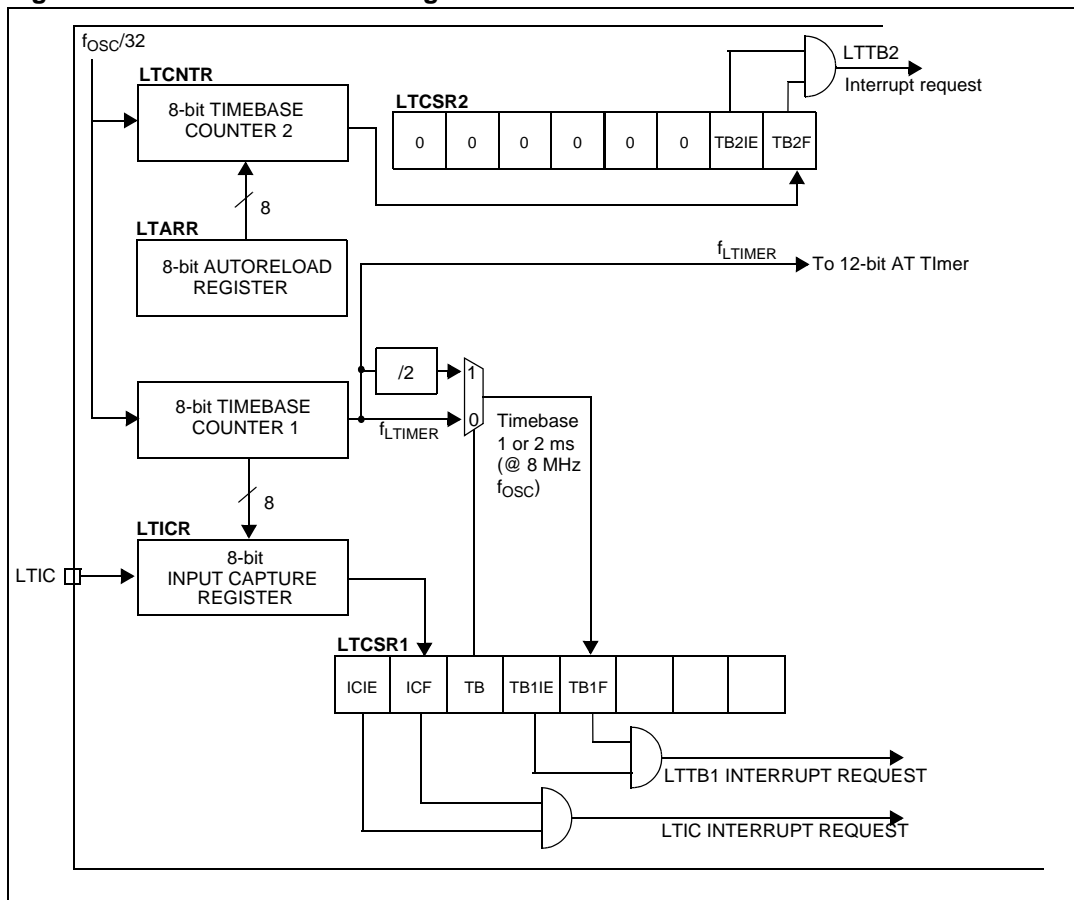 fOSC/32
LTTB2
Interrupt request
LTCNTR
8-bit TIMEBASE
COUNTER 2
LTCSR2
0 0 0 0 0 0 TB2IE TB2F
8
LTARR
8-bit AUTORELOAD
REGISTER
fLTIMER
To 12-bit AT TImer
/2
1
8-bit TIMEBASE
COUNTER 1
fLTIMER
0
Timebase
1 or 2 ms
(@ 8 MHz
fOSC)
8
LTICR
LTIC
8-bit
INPUT CAPTURE
REGISTER
LTCSR1
ICIE ICF TB TB1IE TB1F
LTTB1 INTERRUPT REQUEST
LTIC INTERRUPT REQUEST